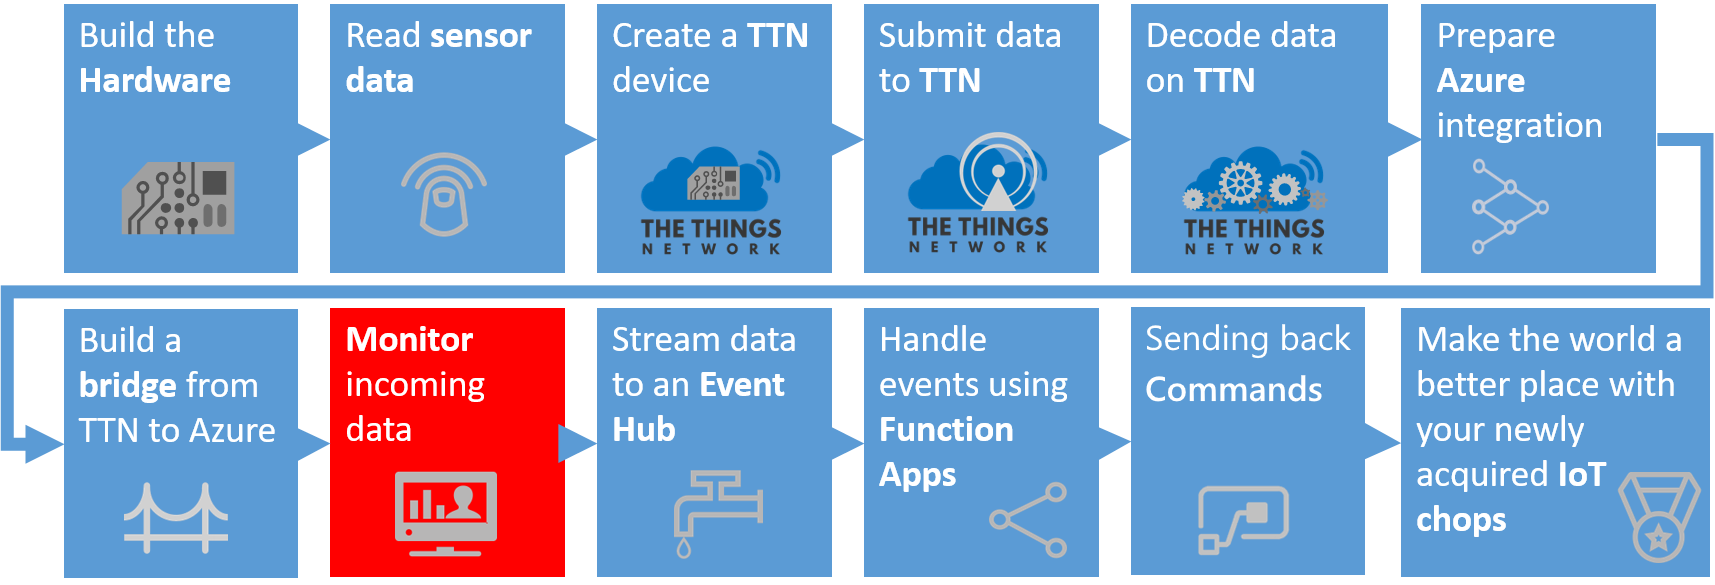 Build the
Hardware
Read sensor
data
Create a TTN
device
THE THINGS
NETWORK
Submit data
to TTN
THE THINGS
NETWORK
Decode data
on TTN
THE THINGS
NETWORK
Prepare
Azure
integration
Build a
bridge from
TTN to Azure
Monitor
incoming
data
Stream data
to an Event
Hub
Handle
events using
Function
Apps
Sending back
Commands
Make the world a
better place with
your newly
acquired IoT
chops